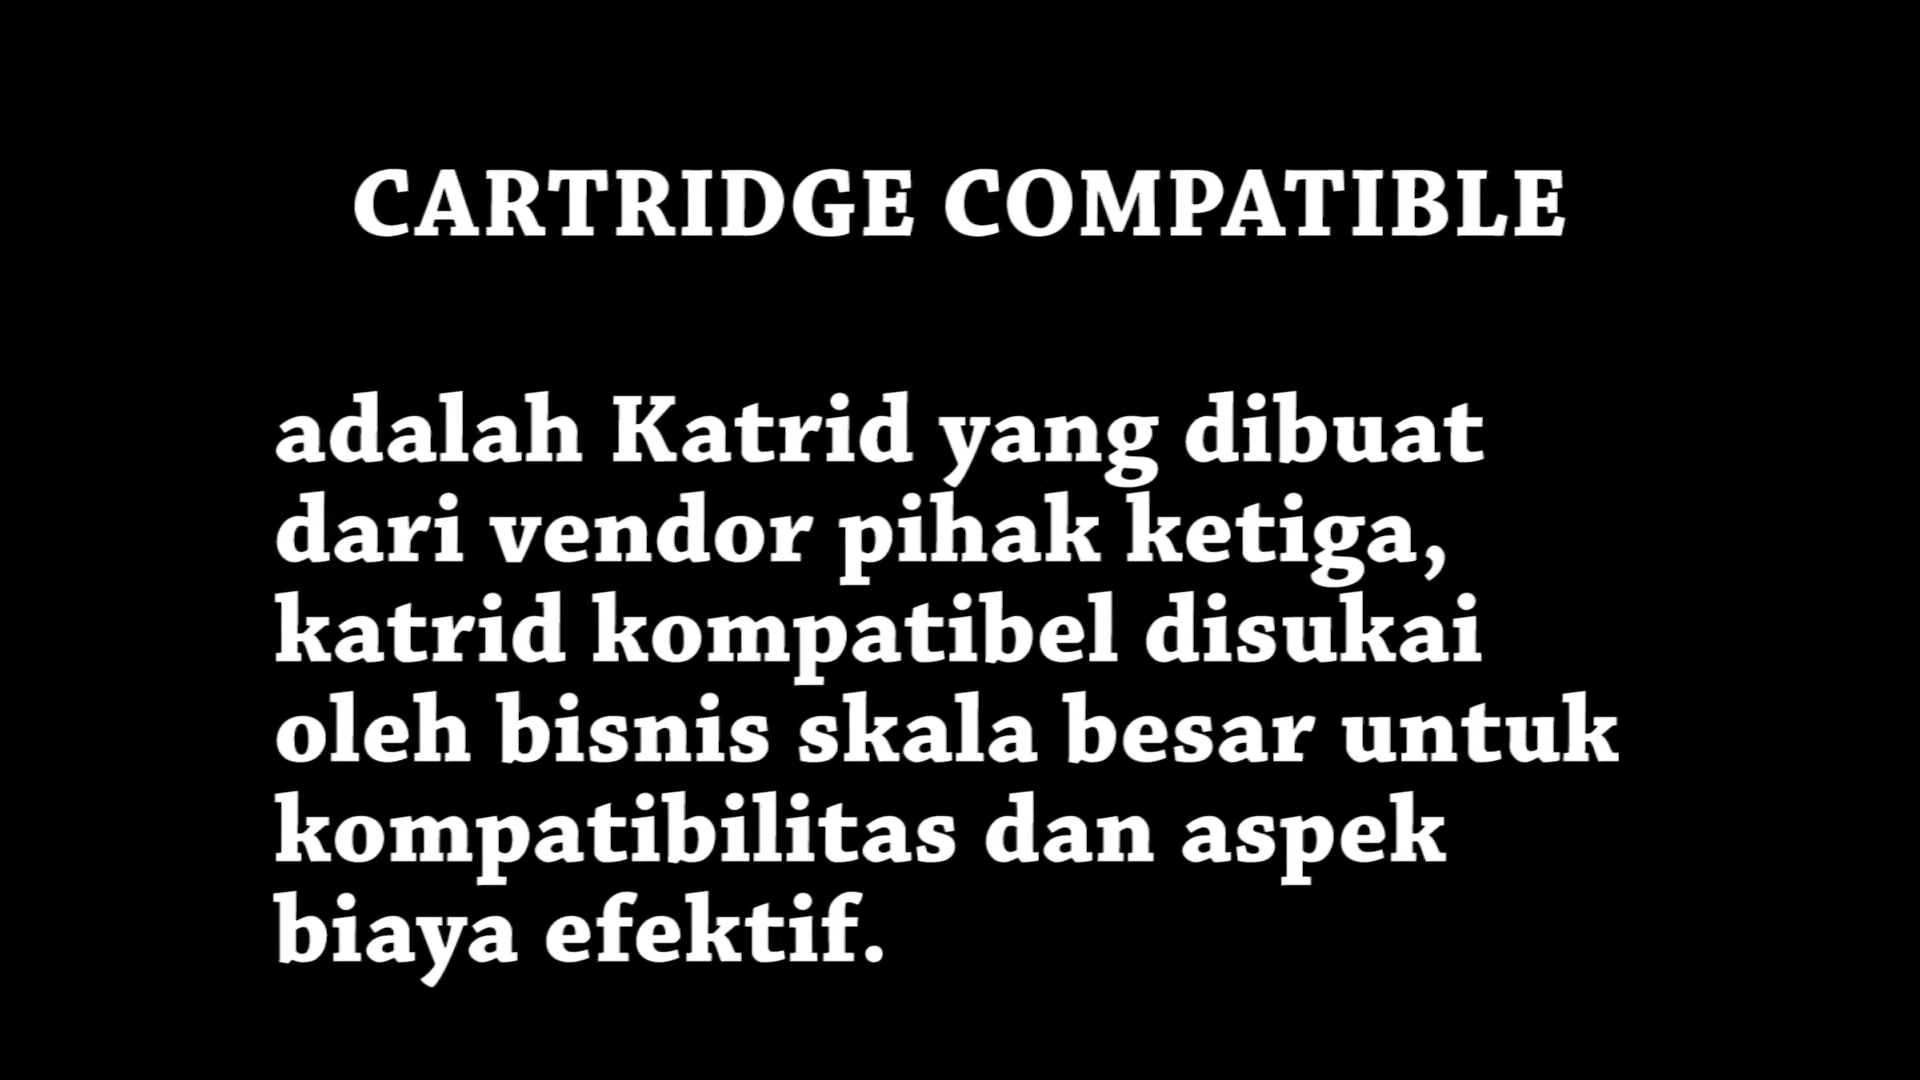 CARTRIDGE COMPATIBLE
adalah Katrid yang dibuat
dari vendor pihak ketiga,
katrid kompatibel disukai
oleh bisnis skala besar untuk
kompatibilitas dan aspek
biaya efektif.